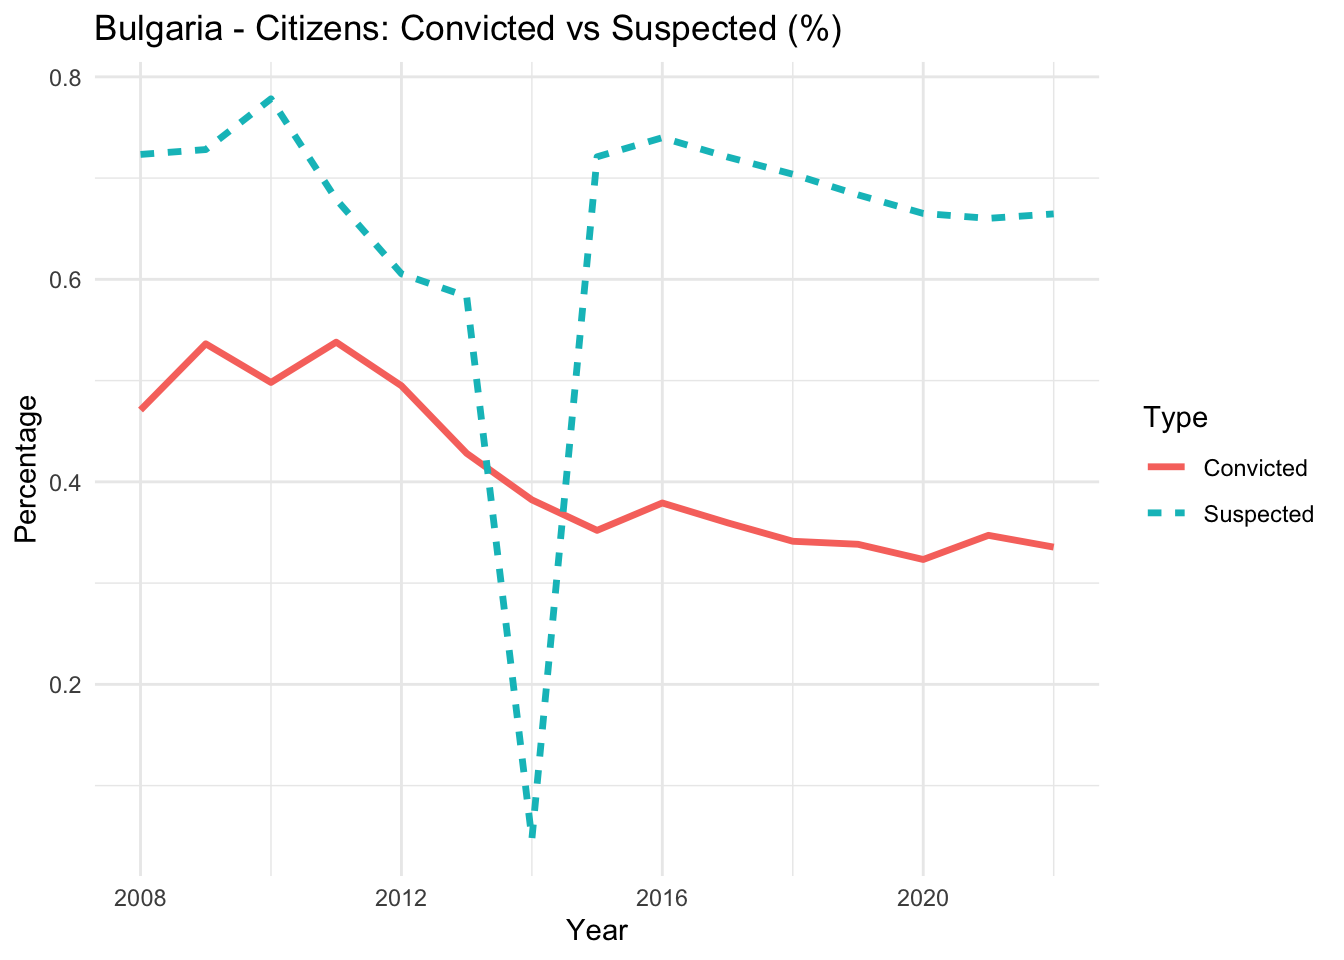 Bulgaria - Citizens: Convicted vs Suspected (%)
0.8
0.6
0.4
0.2
Percentage
2008
2012
2016
2020
Year
Type
Convicted
Suspected